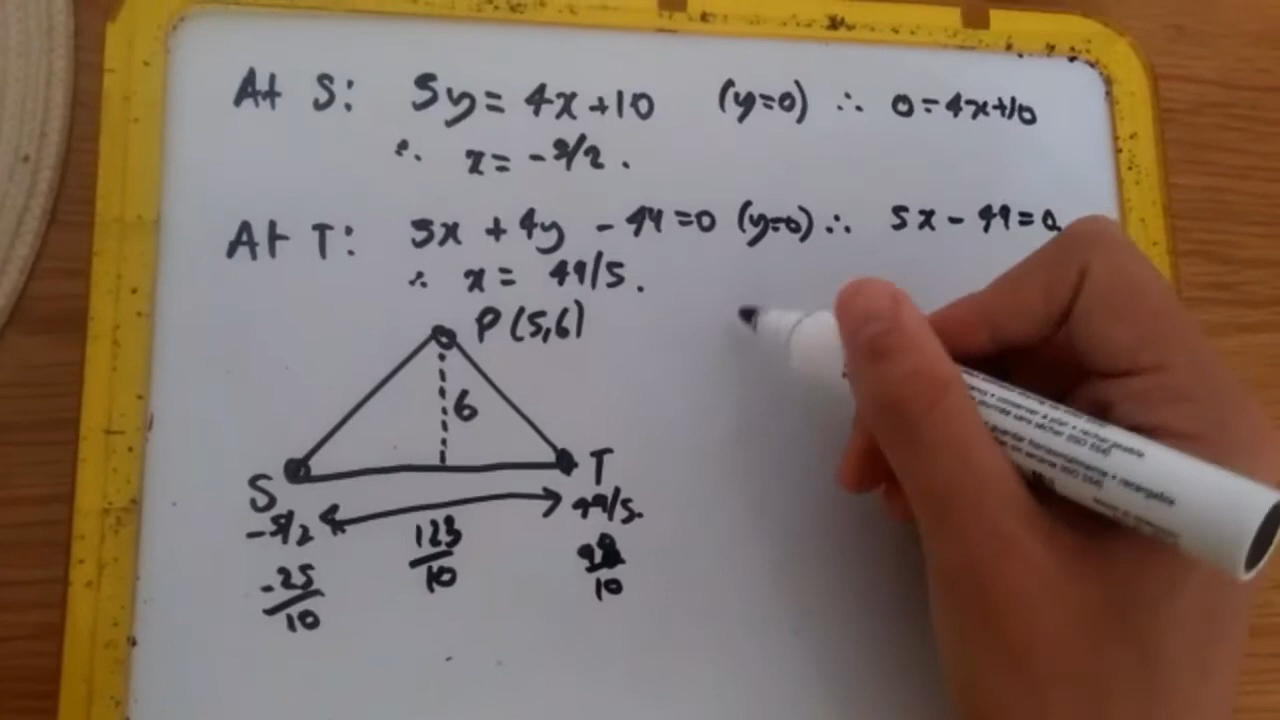 At S: 5y = 4x+10 (y=0) ∴ 0=4x+10
∴ x = -5/2.
At T: 5x + 4y - 49 = 0 (y=0) ∴ 5x - 49 = 0
∴ x = 49/5.
P (5,6)
6
S
T
-5/2
49/5.
123/10
-25/10
98/10